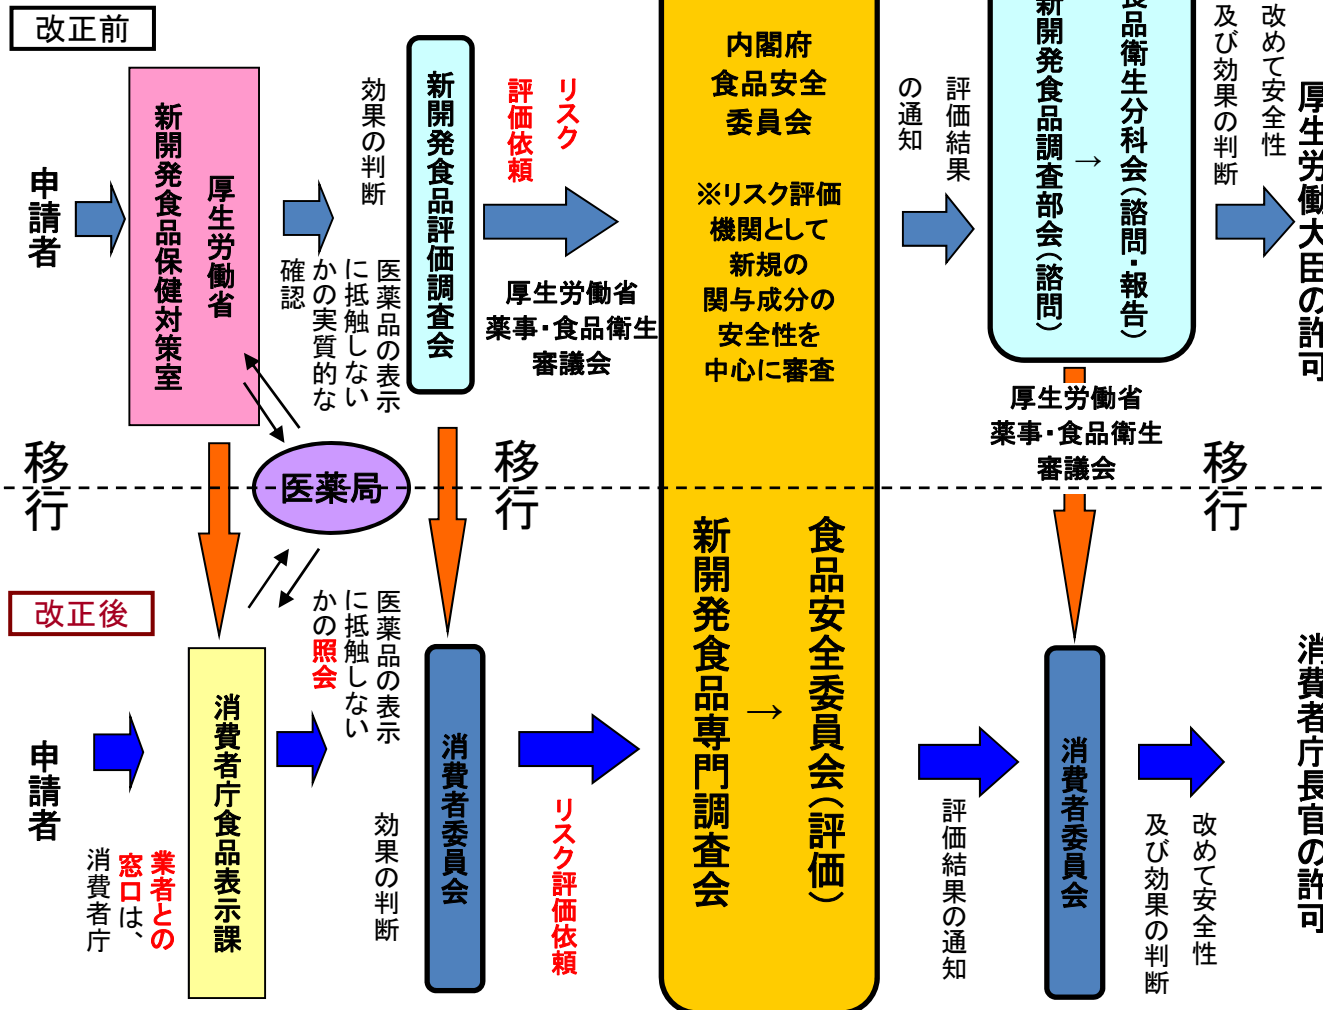 改正前
申請者
厚生労働省
新開発食品保健対策室
効果の判断
医薬品の表示
に抵触しない
かの実質的な
確認
新開発食品評価調査会
リスク
評価依頼
厚生労働省
薬事・食品衛生
審議会
内閣府
食品安全
委員会
※リスク評価
機関として
新規の
関与成分の
安全性を
中心に審査
評価結果
の通知
新開発食品調査部会(諮問)
→
食品衛生分科会(諮問・報告)
厚生労働省
薬事・食品衛生
審議会
改めて安全性
及び効果の判断
厚生労働大臣の許可
移行
医薬局
移行
移行
改正後
申請者
業者との
窓口は、
消費者庁
消費者庁食品表示課
医薬品の表示
に抵触しない
かの照会
効果の判断
消費者委員会
リスク評価依頼
新開発食品専門調査会
→
食品安全委員会(評価)
評価結果の通知
消費者委員会
改めて安全性
及び効果の判断
消費者庁長官の許可